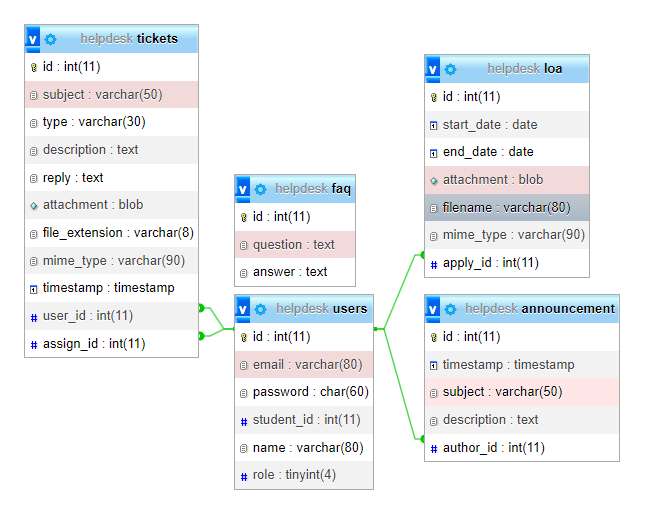 v helpdesk tickets
id : int(11)
subject : varchar(50)
type : varchar(30)
description : text
reply : text
attachment : blob
file_extension : varchar(8)
mime_type : varchar(90)
timestamp : timestamp
# user_id : int(11)
# assign_id : int(11)
v helpdesk faq
id : int(11)
question : text
answer : text
v helpdesk users
id : int(11)
email : varchar(80)
password : char(60)
# student_id : int(11)
name : varchar(80)
# role : tinyint(4)
v helpdesk loa
id : int(11)
start_date : date
end_date : date
attachment : blob
filename : varchar(80)
mime_type : varchar(90)
# apply_id : int(11)
v helpdesk announcement
id : int(11)
timestamp : timestamp
subject : varchar(50)
description : text
# author_id : int(11)